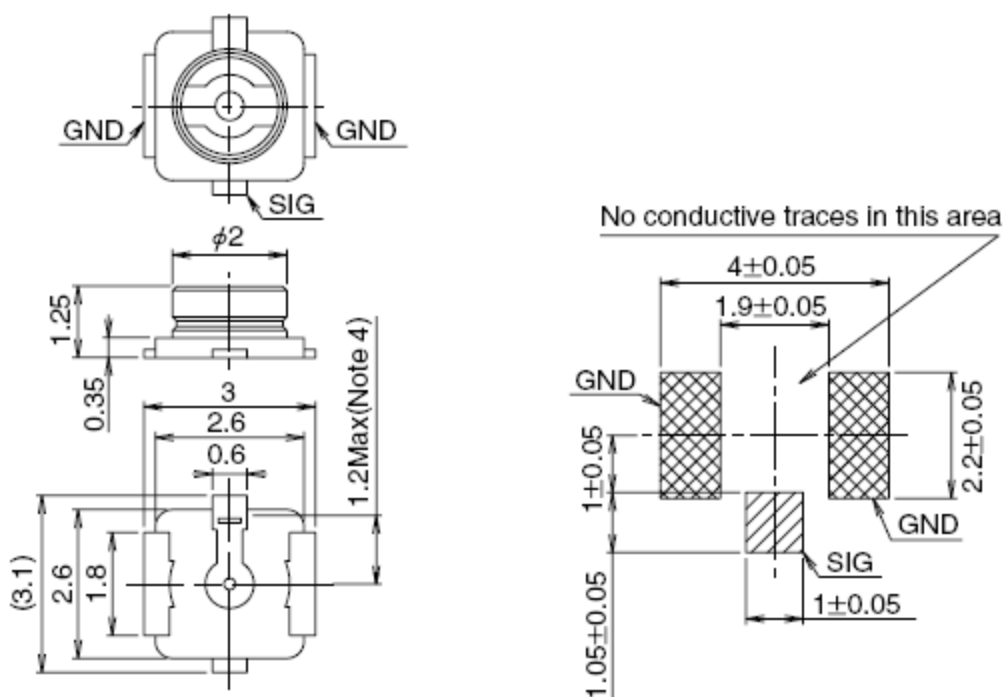 GND
GND
SIG
ϕ2
1.25
0.35
3
2.6
0.6
1.2Max(Note 4)
(3.1)
2.6
1.8
No conductive traces in this area
4±0.05
1.9±0.05
GND
1±0.05
2.2±0.05
GND
SIG
1±0.05
1.05±0.05